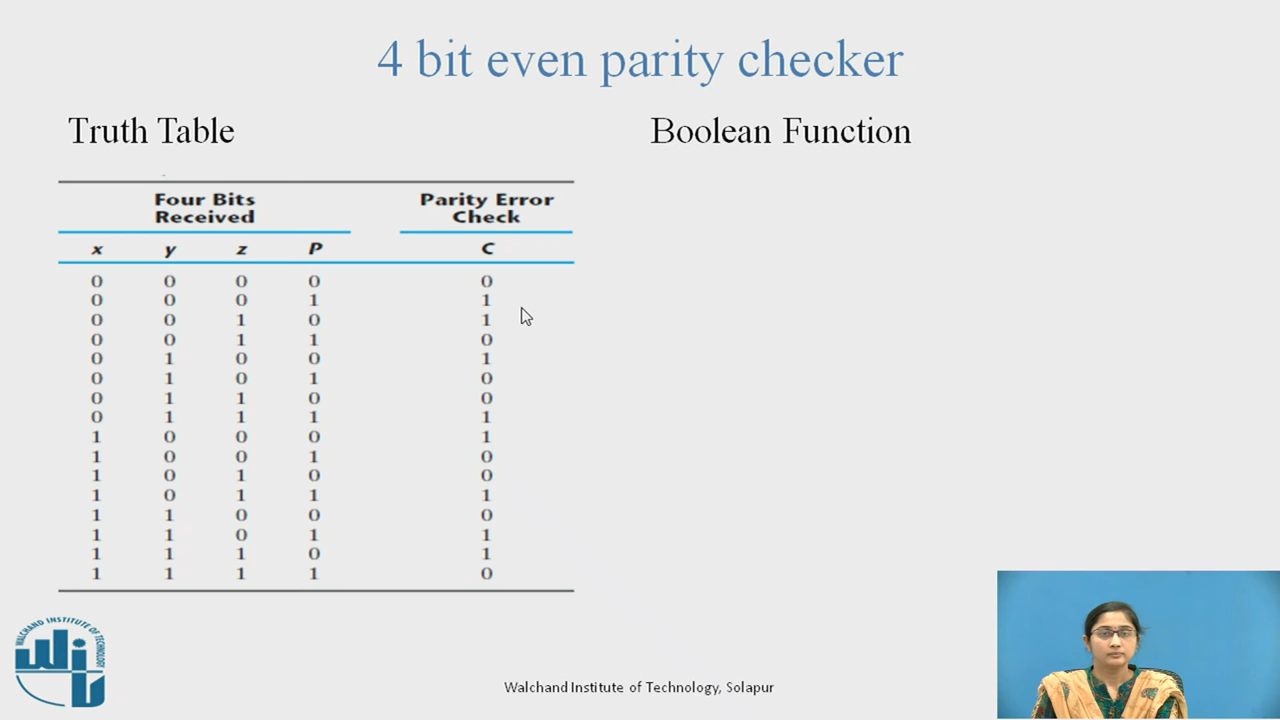 4 bit even parity checker
Truth Table
Boolean Function
Four Bits
Received
Parity Error
Check
x y z P C
0 0 0 0 0
0 0 0 1 1
0 0 1 0 1
0 0 1 1 0
0 1 0 0 1
0 1 0 1 0
0 1 1 0 0
0 1 1 1 1
1 0 0 0 1
1 0 0 1 0
1 0 1 0 0
1 0 1 1 1
1 1 0 0 0
1 1 0 1 1
1 1 1 0 1
1 1 1 1 0
WALCHAND INSTITUTE OF TECHNOLOGY
WIT
Walchand Institute of Technology, Solapur